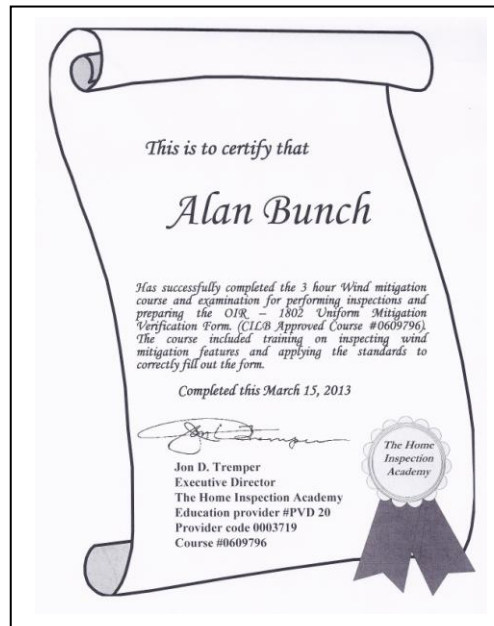 This is to certify that
Alan Bunch
Has successfully completed the 3 hour Wind mitigation
course and examination for performing inspections and
preparing the OIR – 1802 Uniform Mitigation
Verification Form. (CILB Approved Course #0609796).
The course included training on inspecting wind
mitigation features and applying the standards to
correctly fill out the form.
Completed this March 15, 2013
Jon D. Tremper
Jon D. Tremper
Executive Director
The Home Inspection Academy
Education provider #PVD 20
Provider code 0003719
Course #0609796
The Home
Inspection
Academy